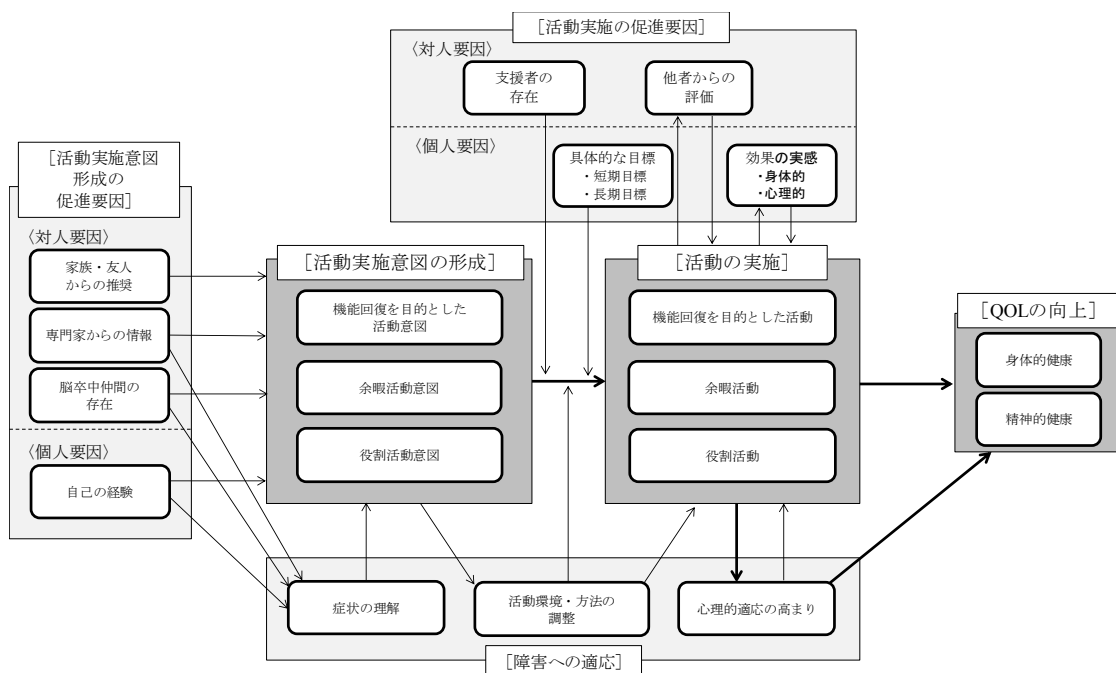 [活動実施の促進要因]
〈対人要因〉
支援者の
存在
他者からの
評価
〈個人要因〉
具体的な目標
・短期目標
・長期目標
効果の実感
・身体的
・心理的
[活動実施意図
形成の
促進要因]
〈対人要因〉
家族・友人
からの推奨
専門家からの情報
脳卒中仲間の
存在
〈個人要因〉
自己の経験
[活動実施意図の形成]
機能回復を目的とした
活動意図
余暇活動意図
役割活動意図
[活動の実施]
機能回復を目的とした活動
余暇活動
役割活動
[QOLの向上]
身体的健康
精神的健康
症状の理解
活動環境・方法の
調整
心理的適応の高まり
[障害への適応]